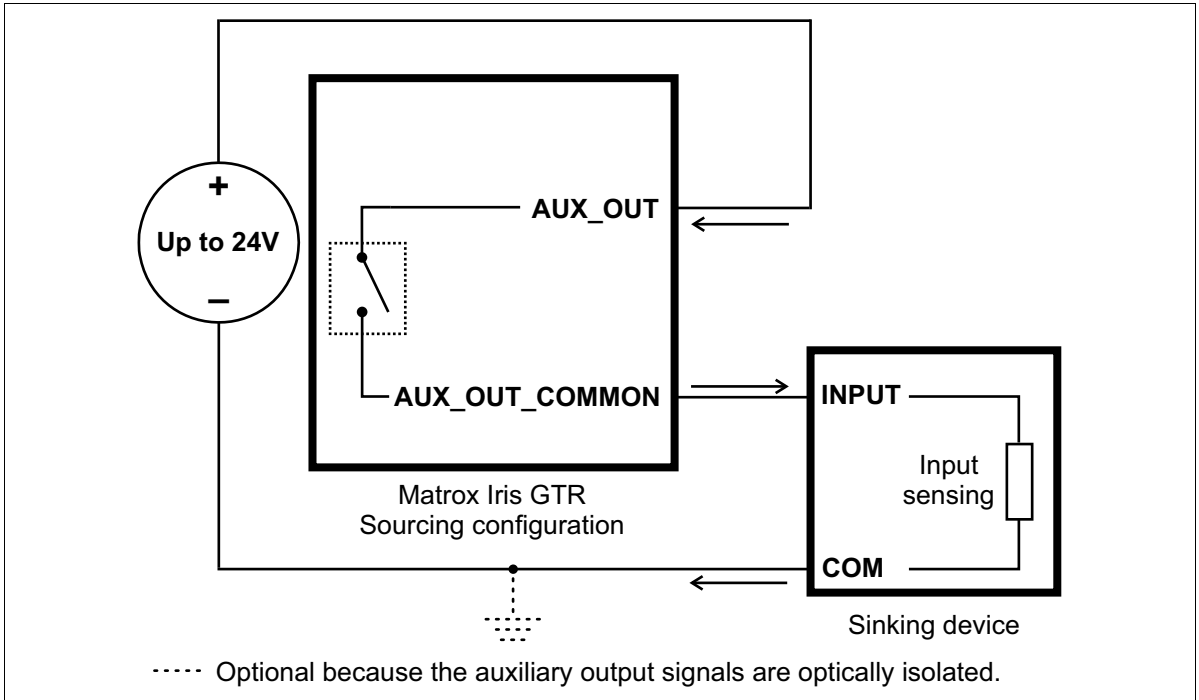 +
Up to 24V
–
AUX_OUT
AUX_OUT_COMMON
Matrox Iris GTR
Sourcing configuration
INPUT
Input
sensing
COM
Sinking device
Optional because the auxiliary output signals are optically isolated.